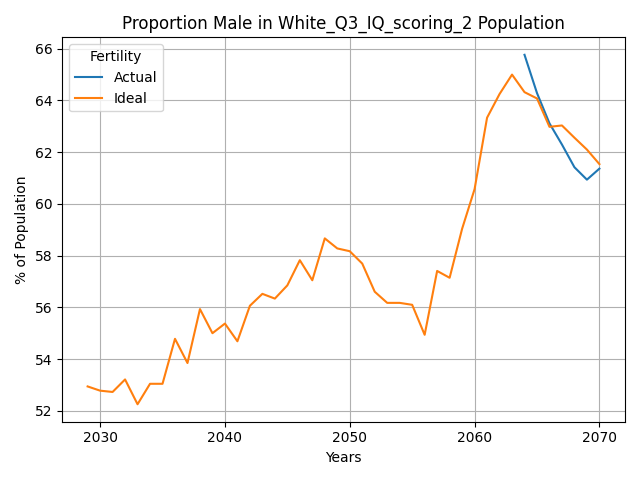 Proportion Male in White_Q3_IQ_scoring_2 Population
66
64
62
60
58
56
54
52
% of Population
Fertility
Actual
Ideal
2030 2040 2050 2060 2070
Years